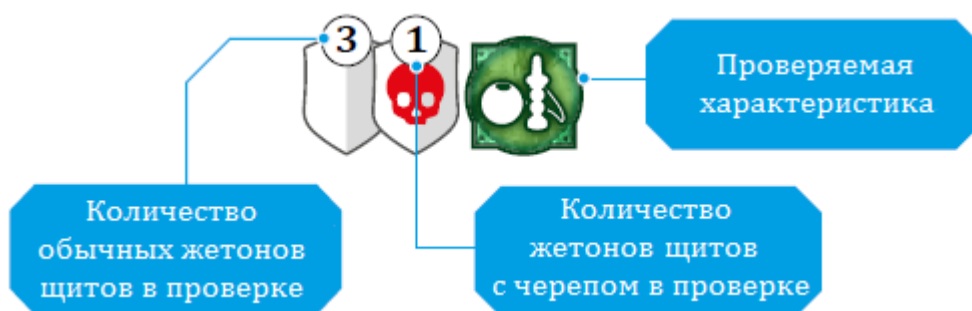 3
1
Проверяемая
характеристика
Количество
обычных жетонов
щитов в проверке
Количество
жетонов щитов
с черепом в проверке